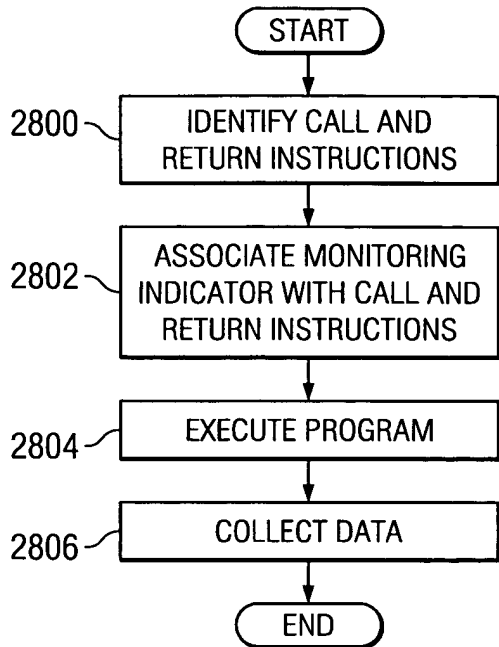 START
2800
IDENTIFY CALL AND
RETURN INSTRUCTIONS
2802
ASSOCIATE MONITORING
INDICATOR WITH CALL AND
RETURN INSTRUCTIONS
2804
EXECUTE PROGRAM
2806
COLLECT DATA
END